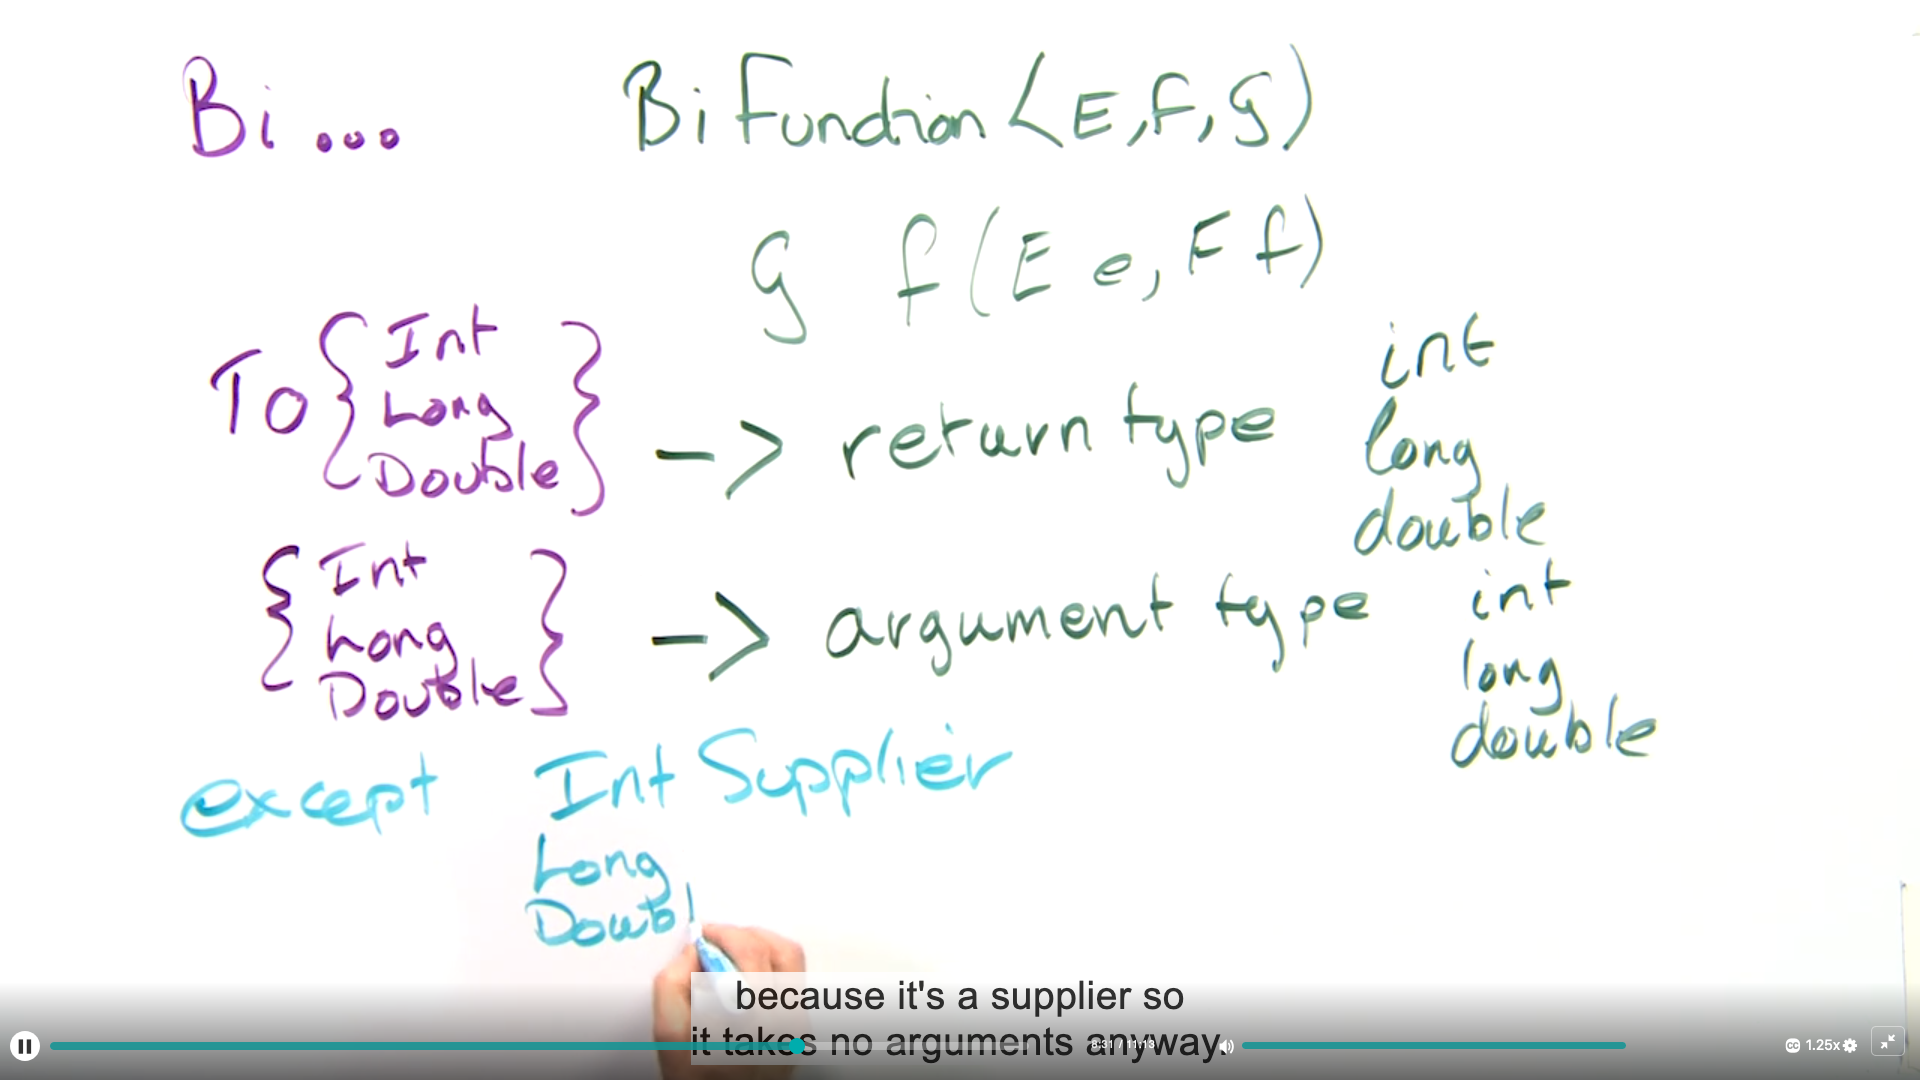 Bi ...
BiFunction <E, F, G>
G f(E e, F f)
To { Int Long Double } -> return type
int
long
double
{ Int Long Double } -> argument type
int
long
double
except Int Supplier
Long
Doubl
because it's a supplier so
it takes no arguments anyway.
8:31 / 11:13
CC 1.25x